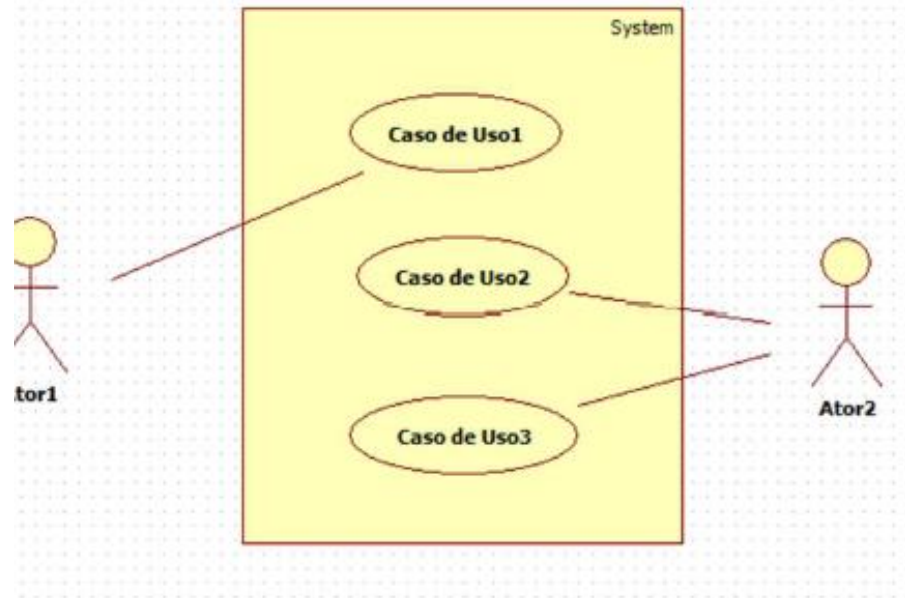 System
Caso de Uso1
Caso de Uso2
Caso de Uso3
tor1
Ator2